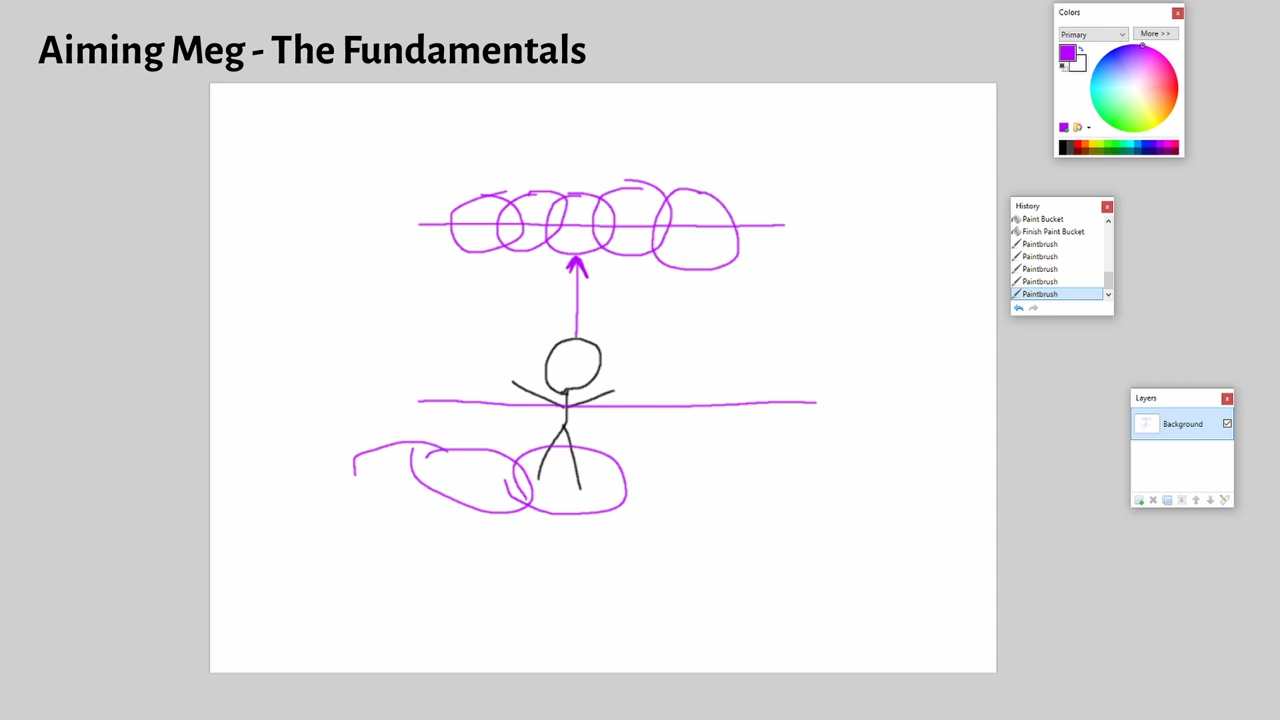 Aiming Meg - The Fundamentals
Colors
Primary
More >>
History
Paint Bucket
Finish Paint Bucket
Paintbrush
Paintbrush
Paintbrush
Paintbrush
Paintbrush
Layers
Background